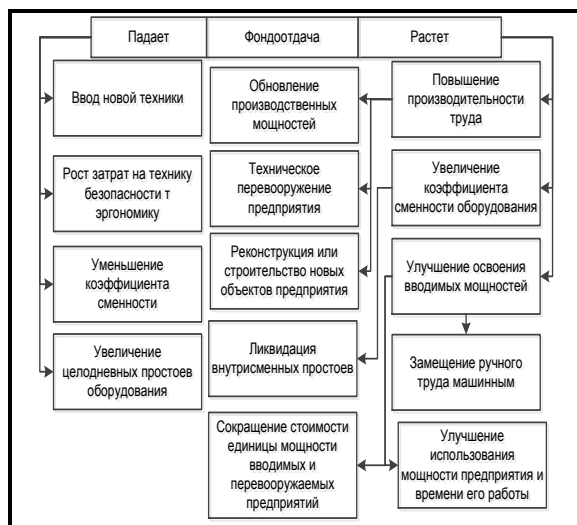 Падает
Фондоотдача
Растет
Ввод новой техники
Рост затрат на технику
безопасности т
эргономику
Уменьшение
коэффициента
сменности
Увеличение
целодневных простоев
оборудования
Обновление
производственных
мощностей
Техническое
перевооружение
предприятия
Реконструкция или
строительство новых
объектов предприятия
Ликвидация
внутрисменных простоев
Сокращение стоимости
единицы мощности
вводимых и
перевооружаемых
предприятий
Повышение
производительности
труда
Увеличение
коэффициента
сменности оборудования
Улучшение освоения
вводимых мощностей
Замещение ручного
труда машинным
Улучшение
использования
мощности предприятия и
времени его работы